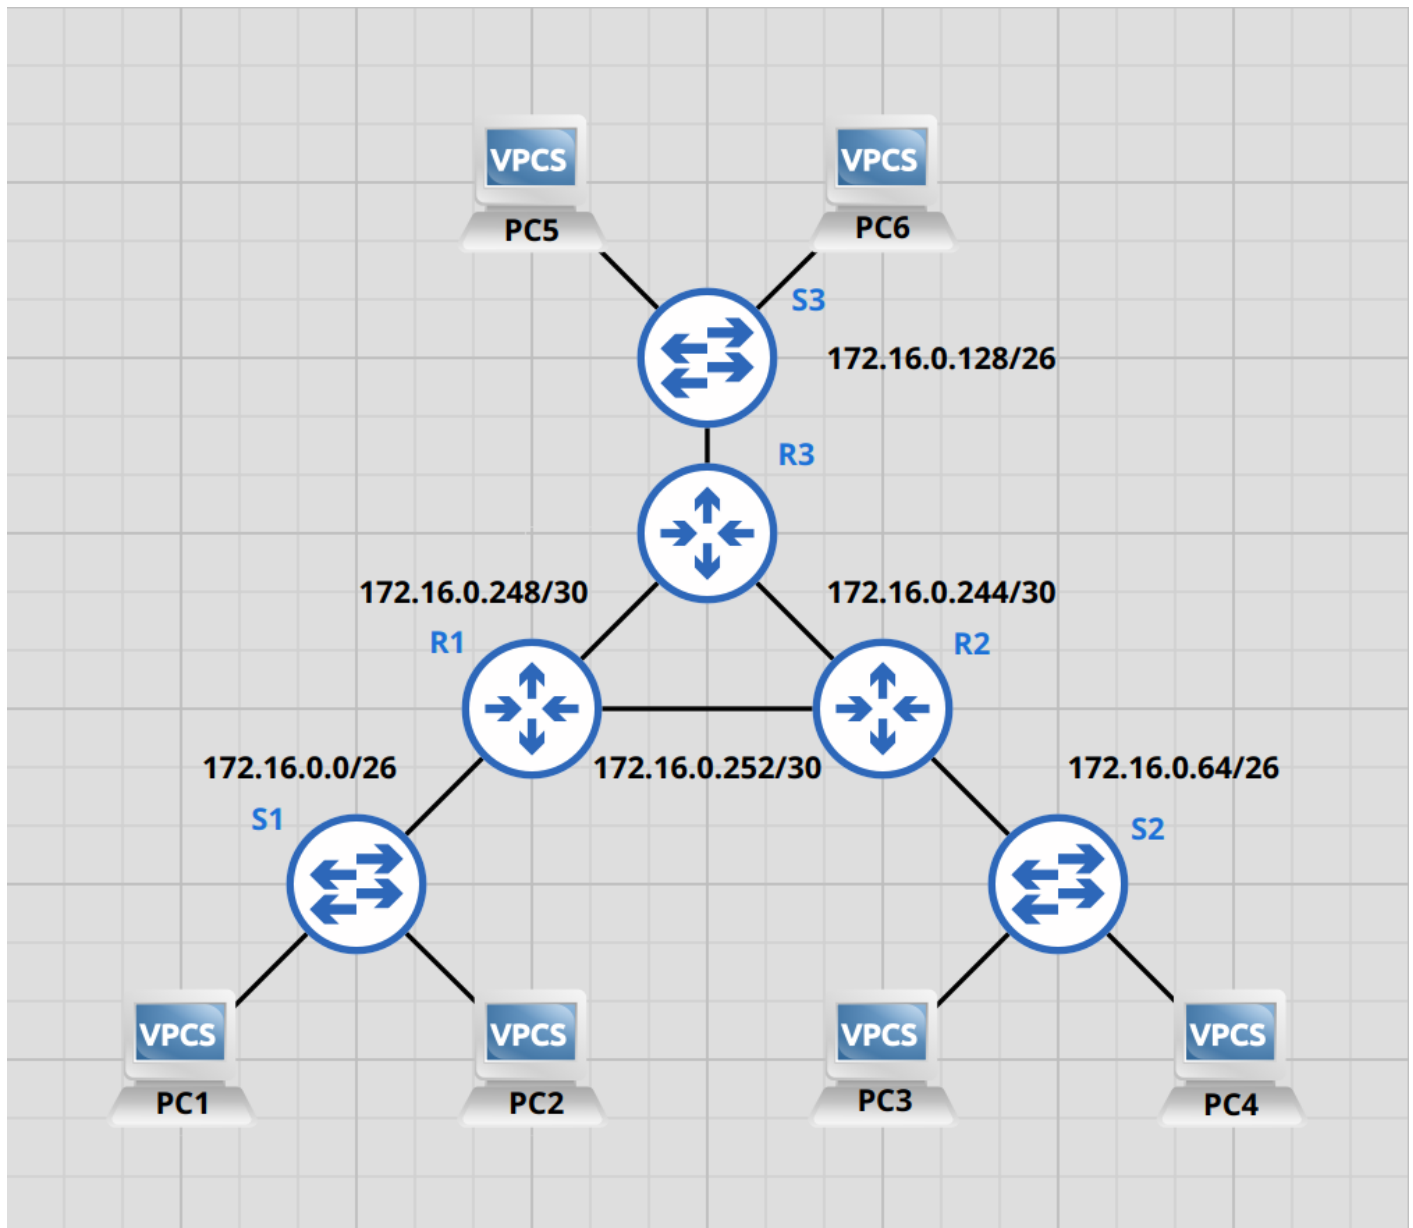 VPCS
PC5
VPCS
PC6
S3
172.16.0.128/26
R3
172.16.0.248/30
172.16.0.244/30
R1
R2
172.16.0.0/26
172.16.0.252/30
172.16.0.64/26
S1
S2
VPCS
PC1
VPCS
PC2
VPCS
PC3
VPCS
PC4